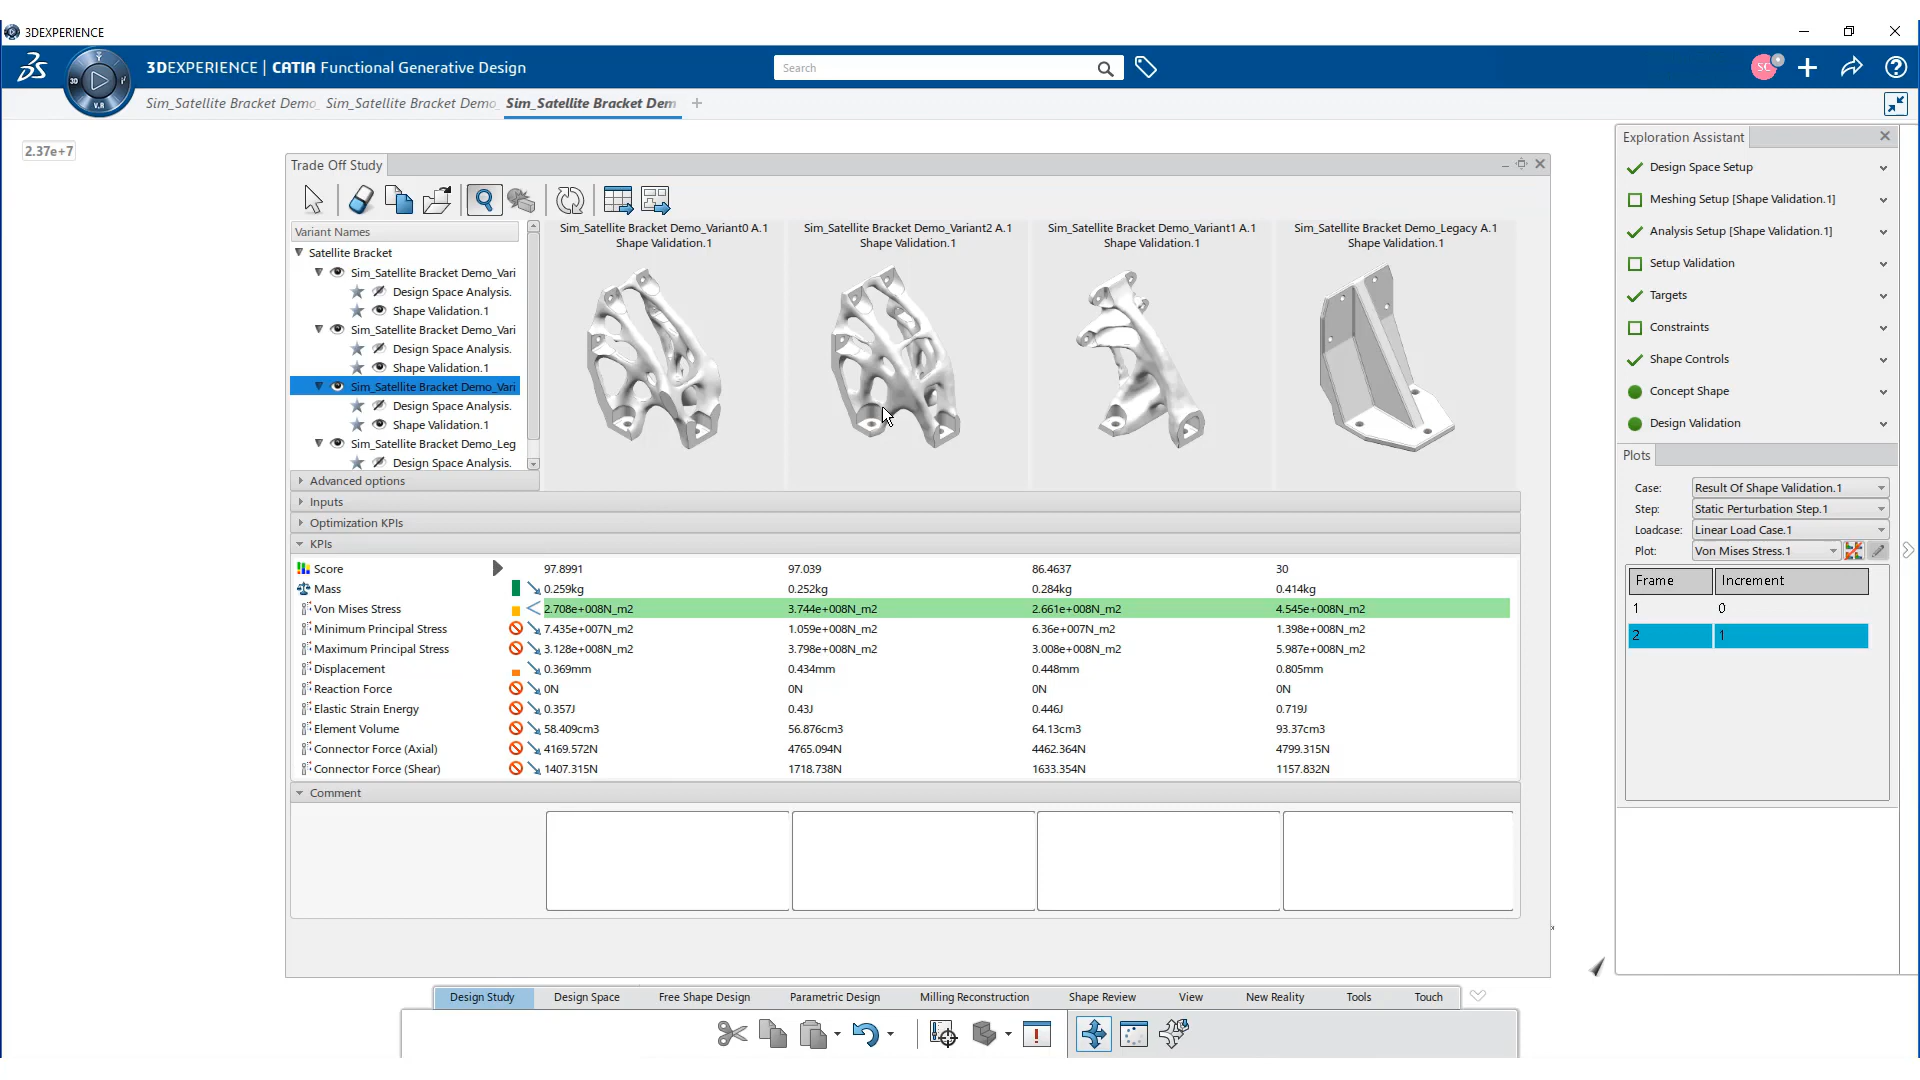 3DEXPERIENCE
3DEXPERIENCE | CATIA Functional Generative Design
Search
SC
3D
V.R
Sim_Satellite Bracket Demo_ Sim_Satellite Bracket Demo_ Sim_Satellite Bracket Dem
2.37e+7
Trade Off Study
Variant Names
Satellite Bracket
Sim_Satellite Bracket Demo_Vari
Design Space Analysis.
Shape Validation.1
Sim_Satellite Bracket Demo_Vari
Design Space Analysis.
Shape Validation.1
Sim_Satellite Bracket Demo_Vari
Design Space Analysis.
Shape Validation.1
Sim_Satellite Bracket Demo_Leg
Design Space Analysis.
Sim_Satellite Bracket Demo_Variant0 A.1
Shape Validation.1
Sim_Satellite Bracket Demo_Variant2 A.1
Shape Validation.1
Sim_Satellite Bracket Demo_Variant1 A.1
Shape Validation.1
Sim_Satellite Bracket Demo_Legacy A.1
Shape Validation.1
Advanced options
Inputs
Optimization KPIs
KPIs
Score 97.8991 97.039 86.4637 30
Mass 0.259kg 0.252kg 0.284kg 0.414kg
Von Mises Stress 2.708e+008N_m2 3.744e+008N_m2 2.661e+008N_m2 4.545e+008N_m2
Minimum Principal Stress 7.435e+007N_m2 1.059e+008N_m2 6.36e+007N_m2 1.398e+008N_m2
Maximum Principal Stress 3.128e+008N_m2 3.798e+008N_m2 3.008e+008N_m2 5.987e+008N_m2
Displacement 0.369mm 0.434mm 0.448mm 0.805mm
Reaction Force 0N 0N 0N 0N
Elastic Strain Energy 0.357J 0.43J 0.446J 0.719J
Element Volume 58.409cm3 56.876cm3 64.13cm3 93.37cm3
Connector Force (Axial) 4169.572N 4765.094N 4462.364N 4799.315N
Connector Force (Shear) 1407.315N 1718.738N 1633.354N 1157.832N
Comment
Exploration Assistant
Design Space Setup
Meshing Setup [Shape Validation.1]
Analysis Setup [Shape Validation.1]
Setup Validation
Targets
Constraints
Shape Controls
Concept Shape
Design Validation
Plots
Case: Result Of Shape Validation.1
Step: Static Perturbation Step.1
Loadcase: Linear Load Case.1
Plot: Von Mises Stress.1
Frame Increment
1 0
2 1
Design Study Design Space Free Shape Design Parametric Design Milling Reconstruction Shape Review View New Reality Tools Touch